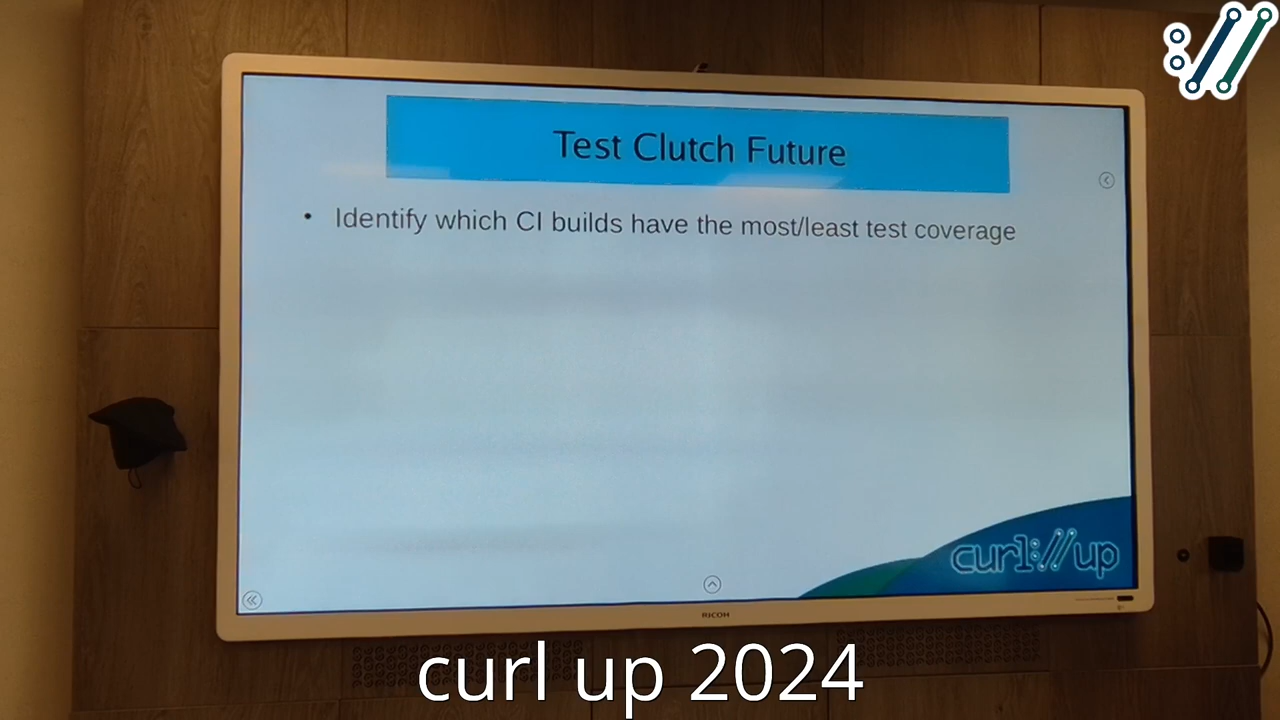 Test Clutch Future
• Identify which CI builds have the most/least test coverage
curl:// up
RICOH
curl up 2024